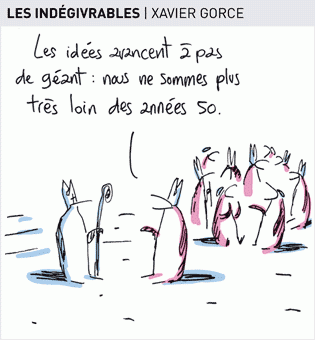 LES INDÉGIVRABLES | XAVIER GORCE
Les idées avancent à pas
de géant : nous ne sommes plus
très loin des années 50.